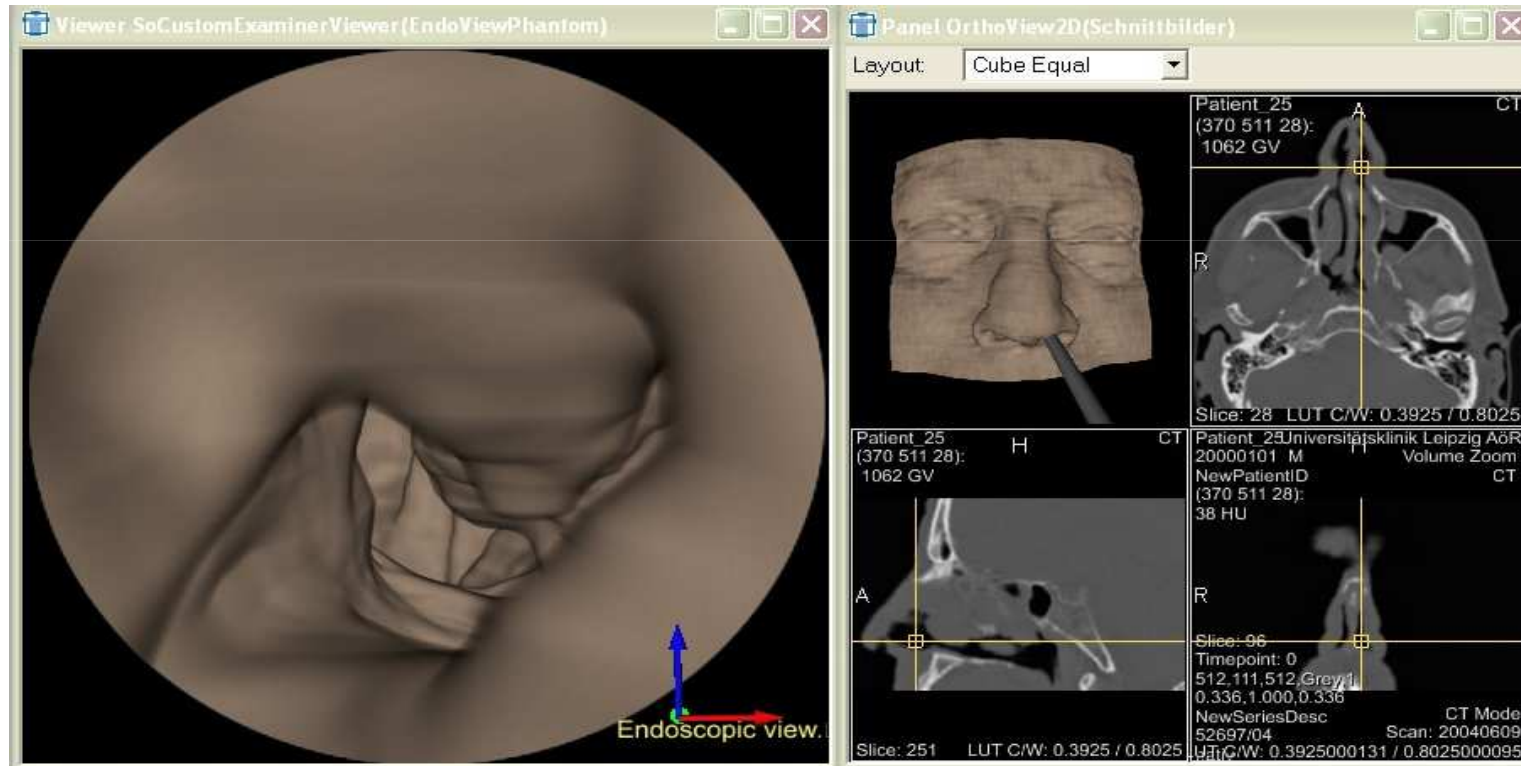 Viewer SoCustomExaminerViewer(EndoViewPhantom)
Endoscopic view.
Panel OrthoView2D(Schnittbilder)
Layout: Cube Equal
Patient_25 CT
(370 511 28):
1062 GV
A
R
Slice: 28 LUT C/W: 0.3925 / 0.8025
Patient_25 H CT
(370 511 28):
1062 GV
A
Slice: 251 LUT C/W: 0.3925 / 0.8025
Patient_25 Universitätsklinik Leipzig AöR
20000101 M H Volume Zoom
NewPatientID CT
(370 511 28):
38 HU
R
Slice: 96
Timepoint: 0
512,111,512,Grey,1
0.336,1.000,0.336
NewSeriesDesc CT Mode
52697/04 Scan: 20040609
LUT C/W: 0.3925000131 / 0.8025000095